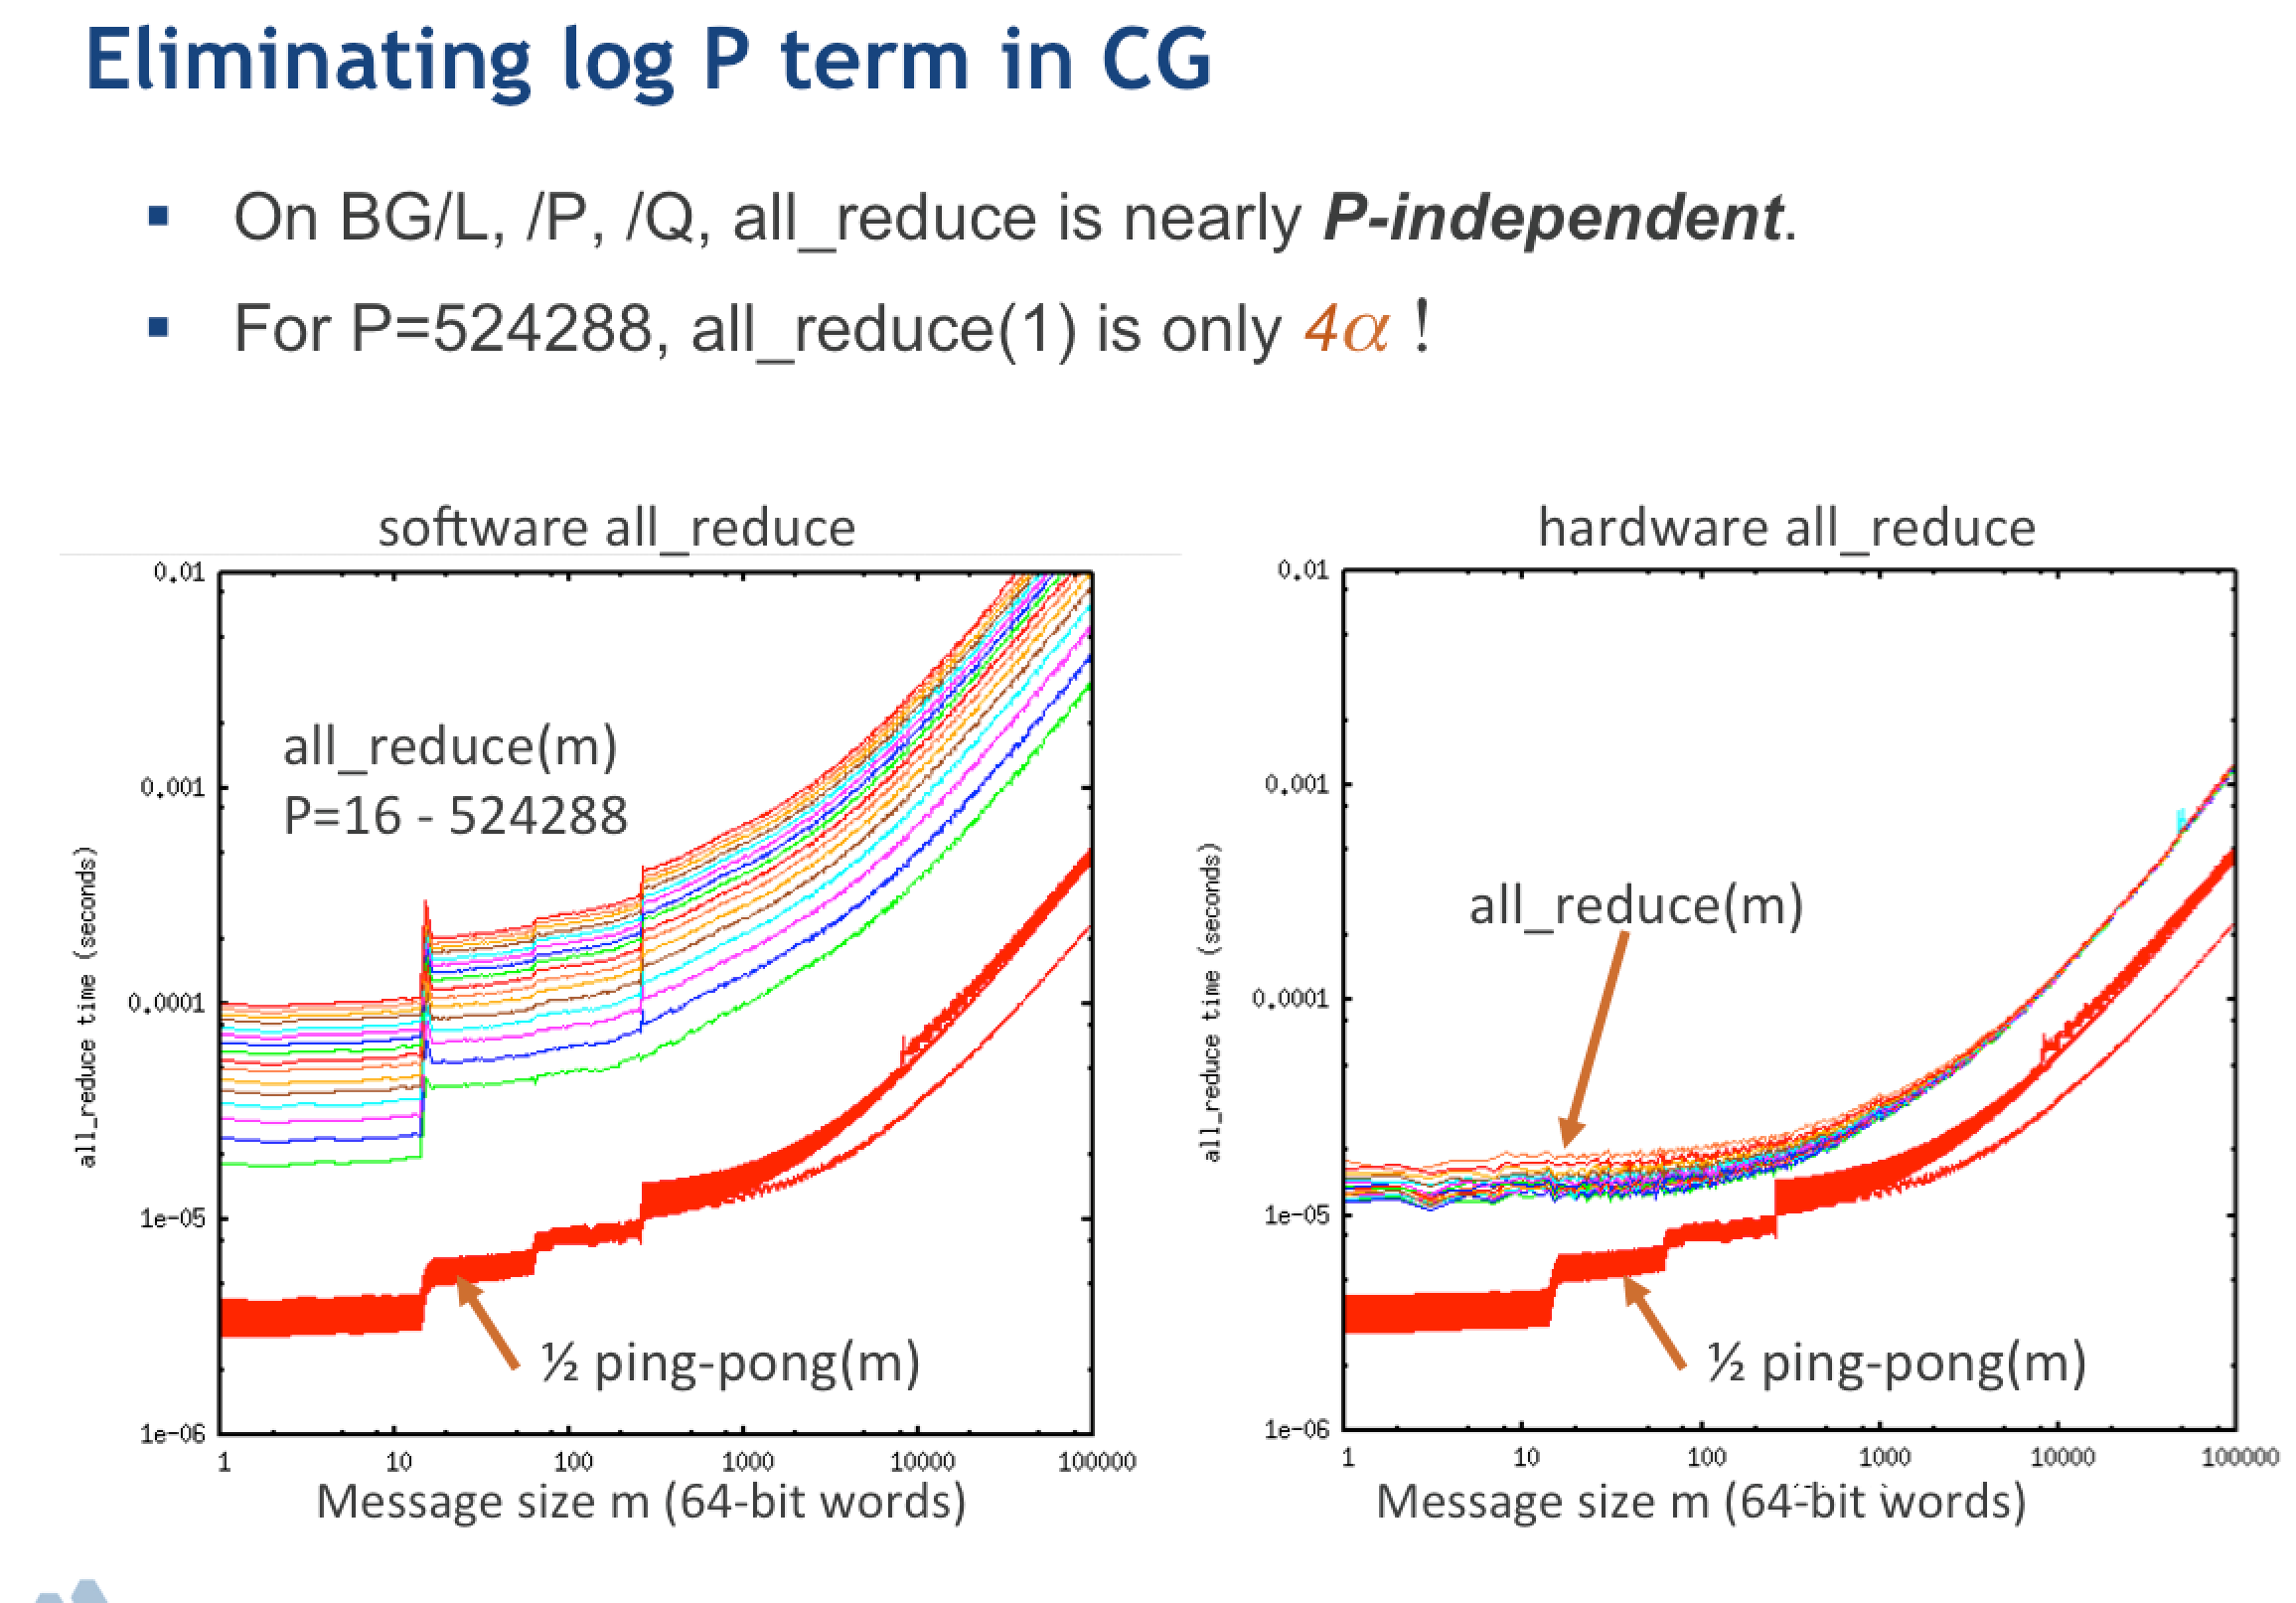 Eliminating log P term in CG
On BG/L, /P, /Q, all_reduce is nearly P-independent.
For P=524288, all_reduce(1) is only 4α !
software all_reduce
0.01
0.001
0.0001
1e-05
1e-06
all_reduce time (seconds)
all_reduce(m)
P=16 - 524288
½ ping-pong(m)
1 10 100 1000 10000 100000
Message size m (64-bit words)
hardware all_reduce
0.01
0.001
0.0001
1e-05
1e-06
all_reduce time (seconds)
all_reduce(m)
½ ping-pong(m)
1 10 100 1000 10000 100000
Message size m (64-bit words)